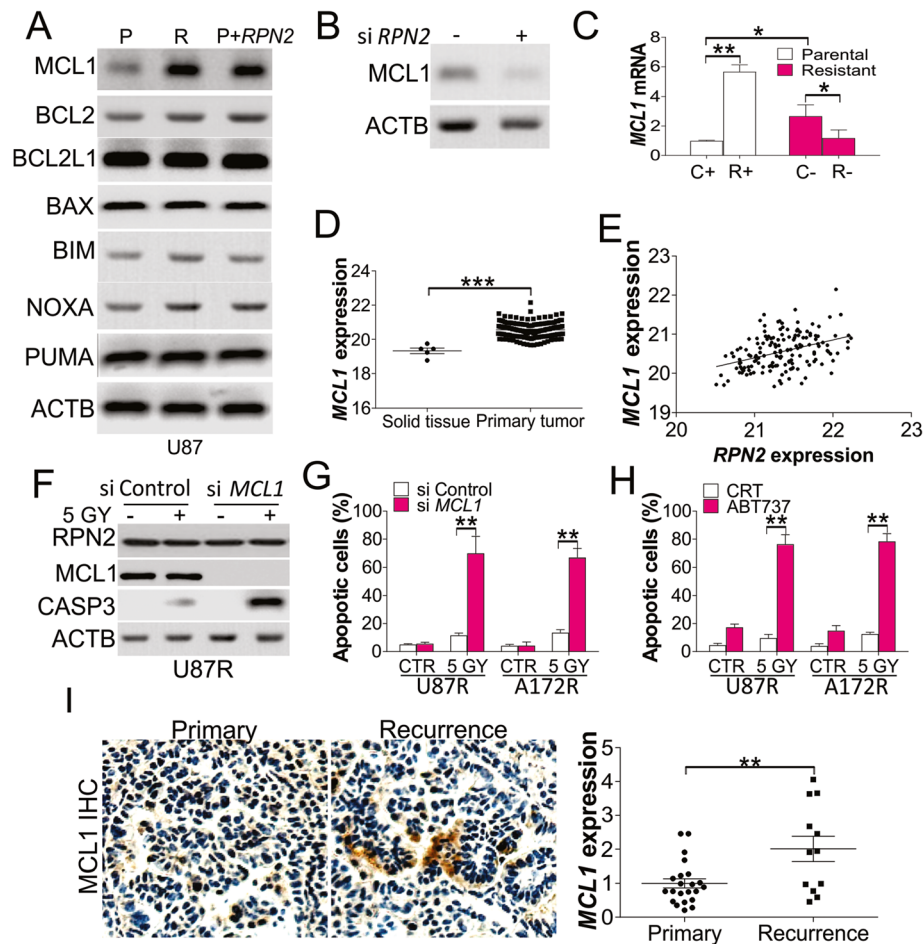 A
P R P+RPN2
MCL1
BCL2
BCL2L1
BAX
BIM
NOXA
PUMA
ACTB
U87
B
si RPN2 - +
MCL1
ACTB
C
MCL1 mRNA
8
6
4
2
0
* ** *
Parental
Resistant
C+ R+ C- R-
D
MCL1 expression
24
22
20
18
16
***
Solid tissue Primary tumor
E
MCL1 expression
23
22
21
20
19
20 21 22 23
RPN2 expression
F
si Control si MCL1
5 GY - + - +
RPN2
MCL1
CASP3
ACTB
U87R
G
si Control
si MCL1
Apopotic cells (%)
100
80
60
40
20
0
** **
CTR 5 GY CTR 5 GY
U87R A172R
H
CRT
ABT737
Apopotic cells (%)
100
80
60
40
20
0
** **
CTR 5 GY CTR 5 GY
U87R A172R
I
Primary Recurrence
MCL1 IHC
MCL1 expression
5
4
3
2
1
0
**
Primary Recurrence